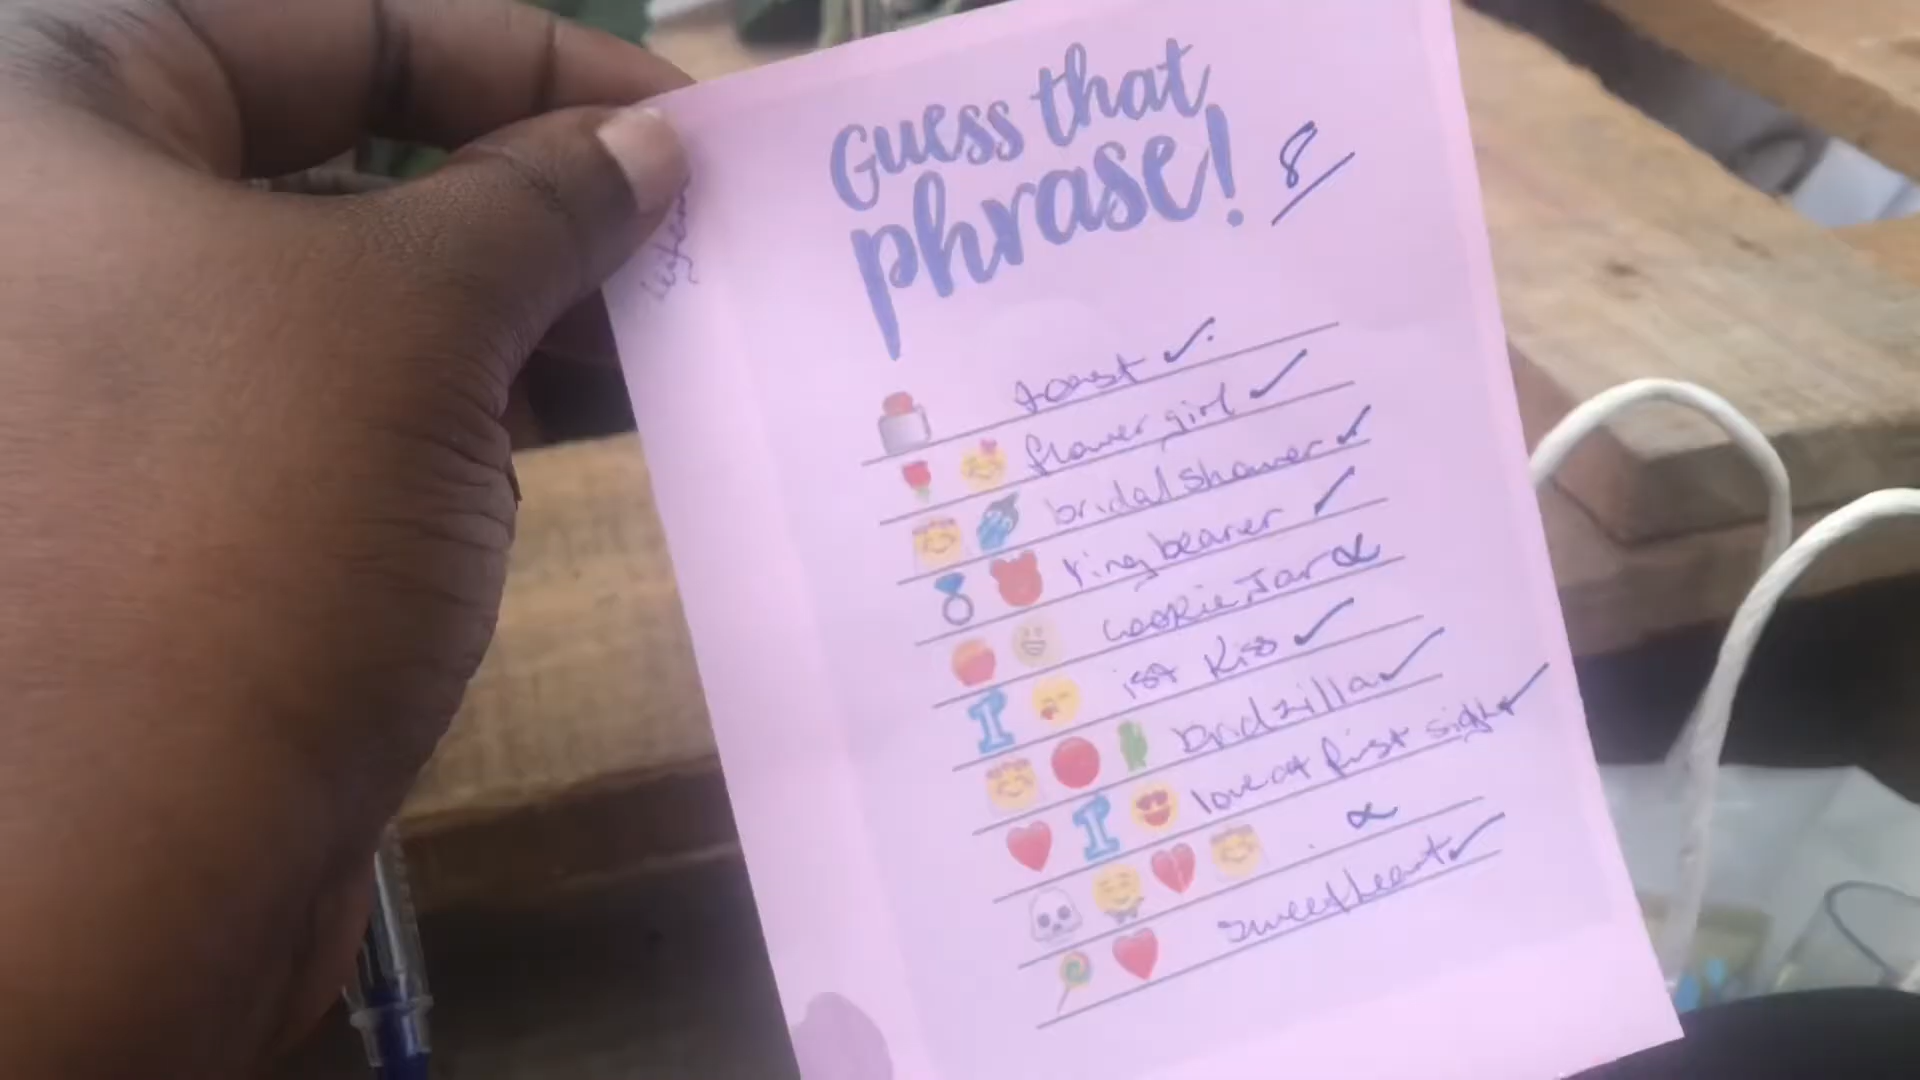 Guess that
phrase!
8
toast
flower girl
bridal shower
ring bearer
cookie Jar
1st Kiss
bridzilla
love at first sight
sweetheart